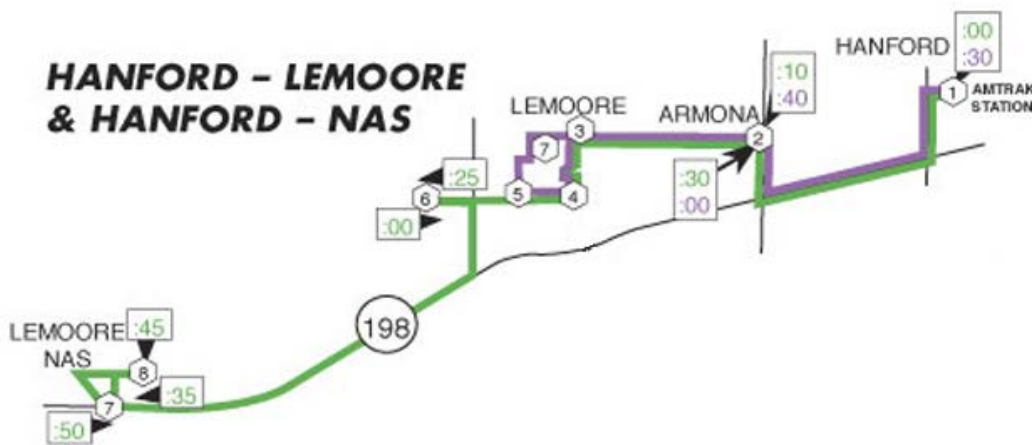 HANFORD – LEMOORE
& HANFORD – NAS
HANFORD
:00
:30
1
AMTRAK
STATION
:10
:40
ARMONA
2
:30
:00
LEMOORE
3
7
5
4
:25
6
:00
198
LEMOORE
NAS
:45
8
:35
7
:50